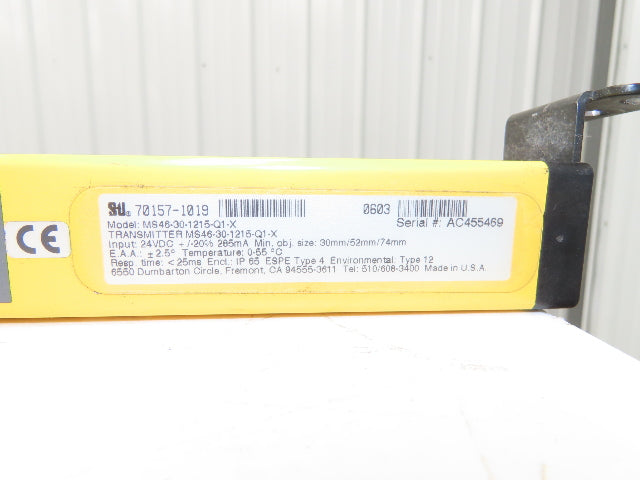 STI® 70157-1019 0603
Model: MS46-30-1215-Q1-X Serial #: AC455469
TRANSMITTER MS46-30-1215-Q1-X
Input: 24VDC +/-20% 265mA Min. obj. size: 30mm/52mm/74mm
E.A.A.: ±2.5° Temperature: 0-55 °C
Resp. time: <25ms Encl.: IP 65 ESPE Type 4 Environmental: Type 12
6550 Dumbarton Circle, Fremont, CA 94555-3611 Tel: 510/608-3400 Made in U.S.A.
CE